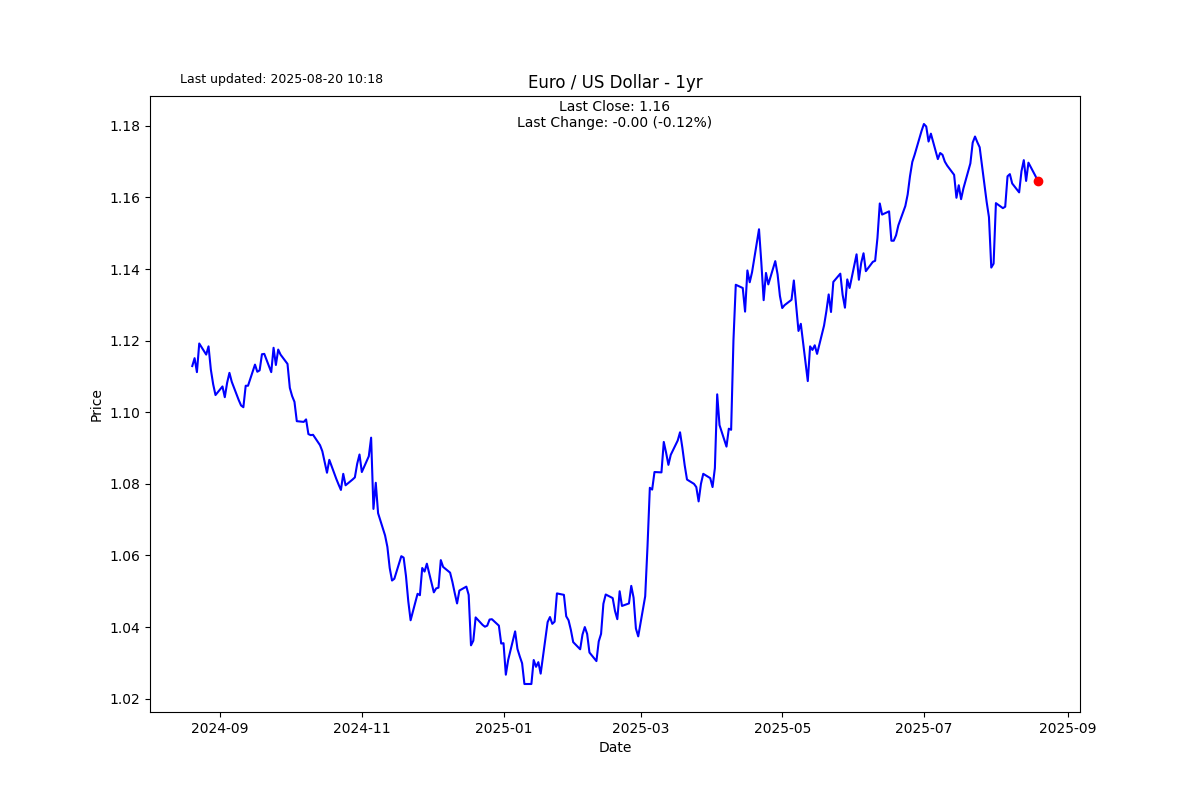 Last updated: 2025-08-20 10:18
Euro / US Dollar - 1yr
Last Close: 1.16
Last Change: -0.00 (-0.12%)
1.18
1.16
1.14
1.12
1.10
1.08
1.06
1.04
1.02
Price
2024-09 2024-11 2025-01 2025-03 2025-05 2025-07 2025-09
Date